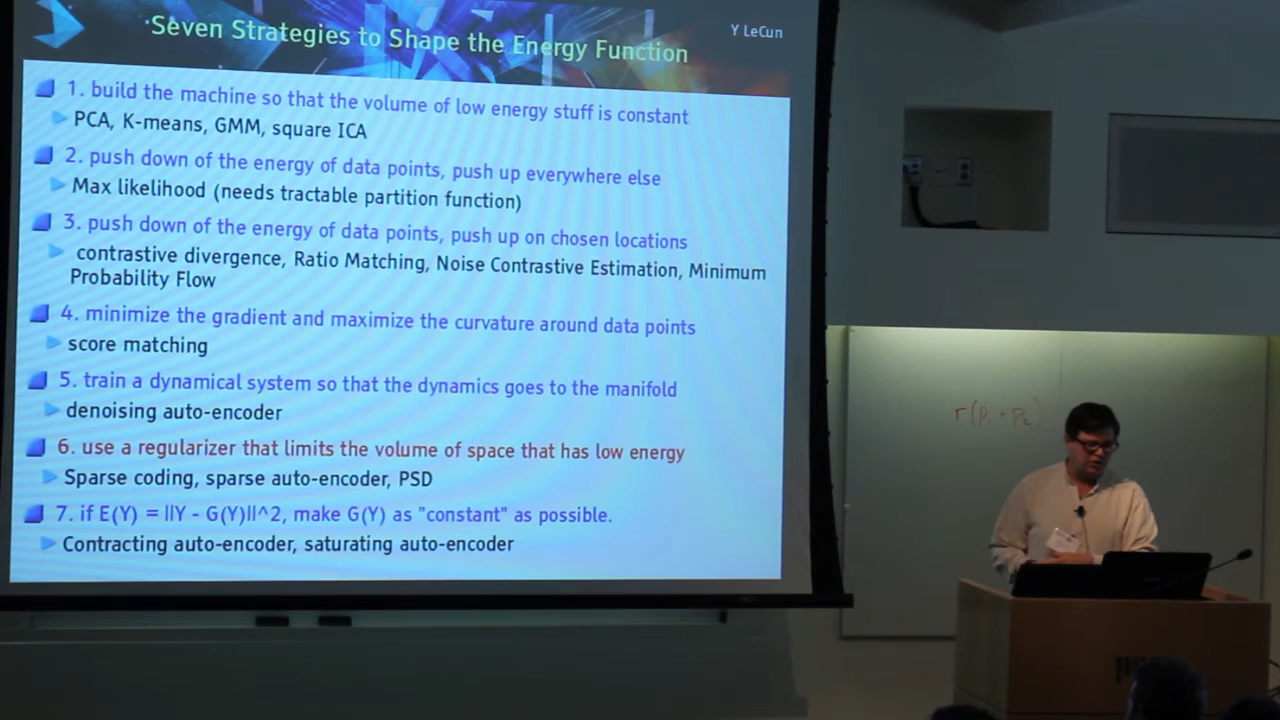 Seven Strategies to Shape the Energy Function
Y LeCun
1. build the machine so that the volume of low energy stuff is constant
PCA, K-means, GMM, square ICA
2. push down of the energy of data points, push up everywhere else
Max likelihood (needs tractable partition function)
3. push down of the energy of data points, push up on chosen locations
contrastive divergence, Ratio Matching, Noise Contrastive Estimation, Minimum
Probability Flow
4. minimize the gradient and maximize the curvature around data points
score matching
5. train a dynamical system so that the dynamics goes to the manifold
denoising auto-encoder
6. use a regularizer that limits the volume of space that has low energy
Sparse coding, sparse auto-encoder, PSD
7. if E(Y) = ||Y - G(Y)||^2, make G(Y) as "constant" as possible.
Contracting auto-encoder, saturating auto-encoder